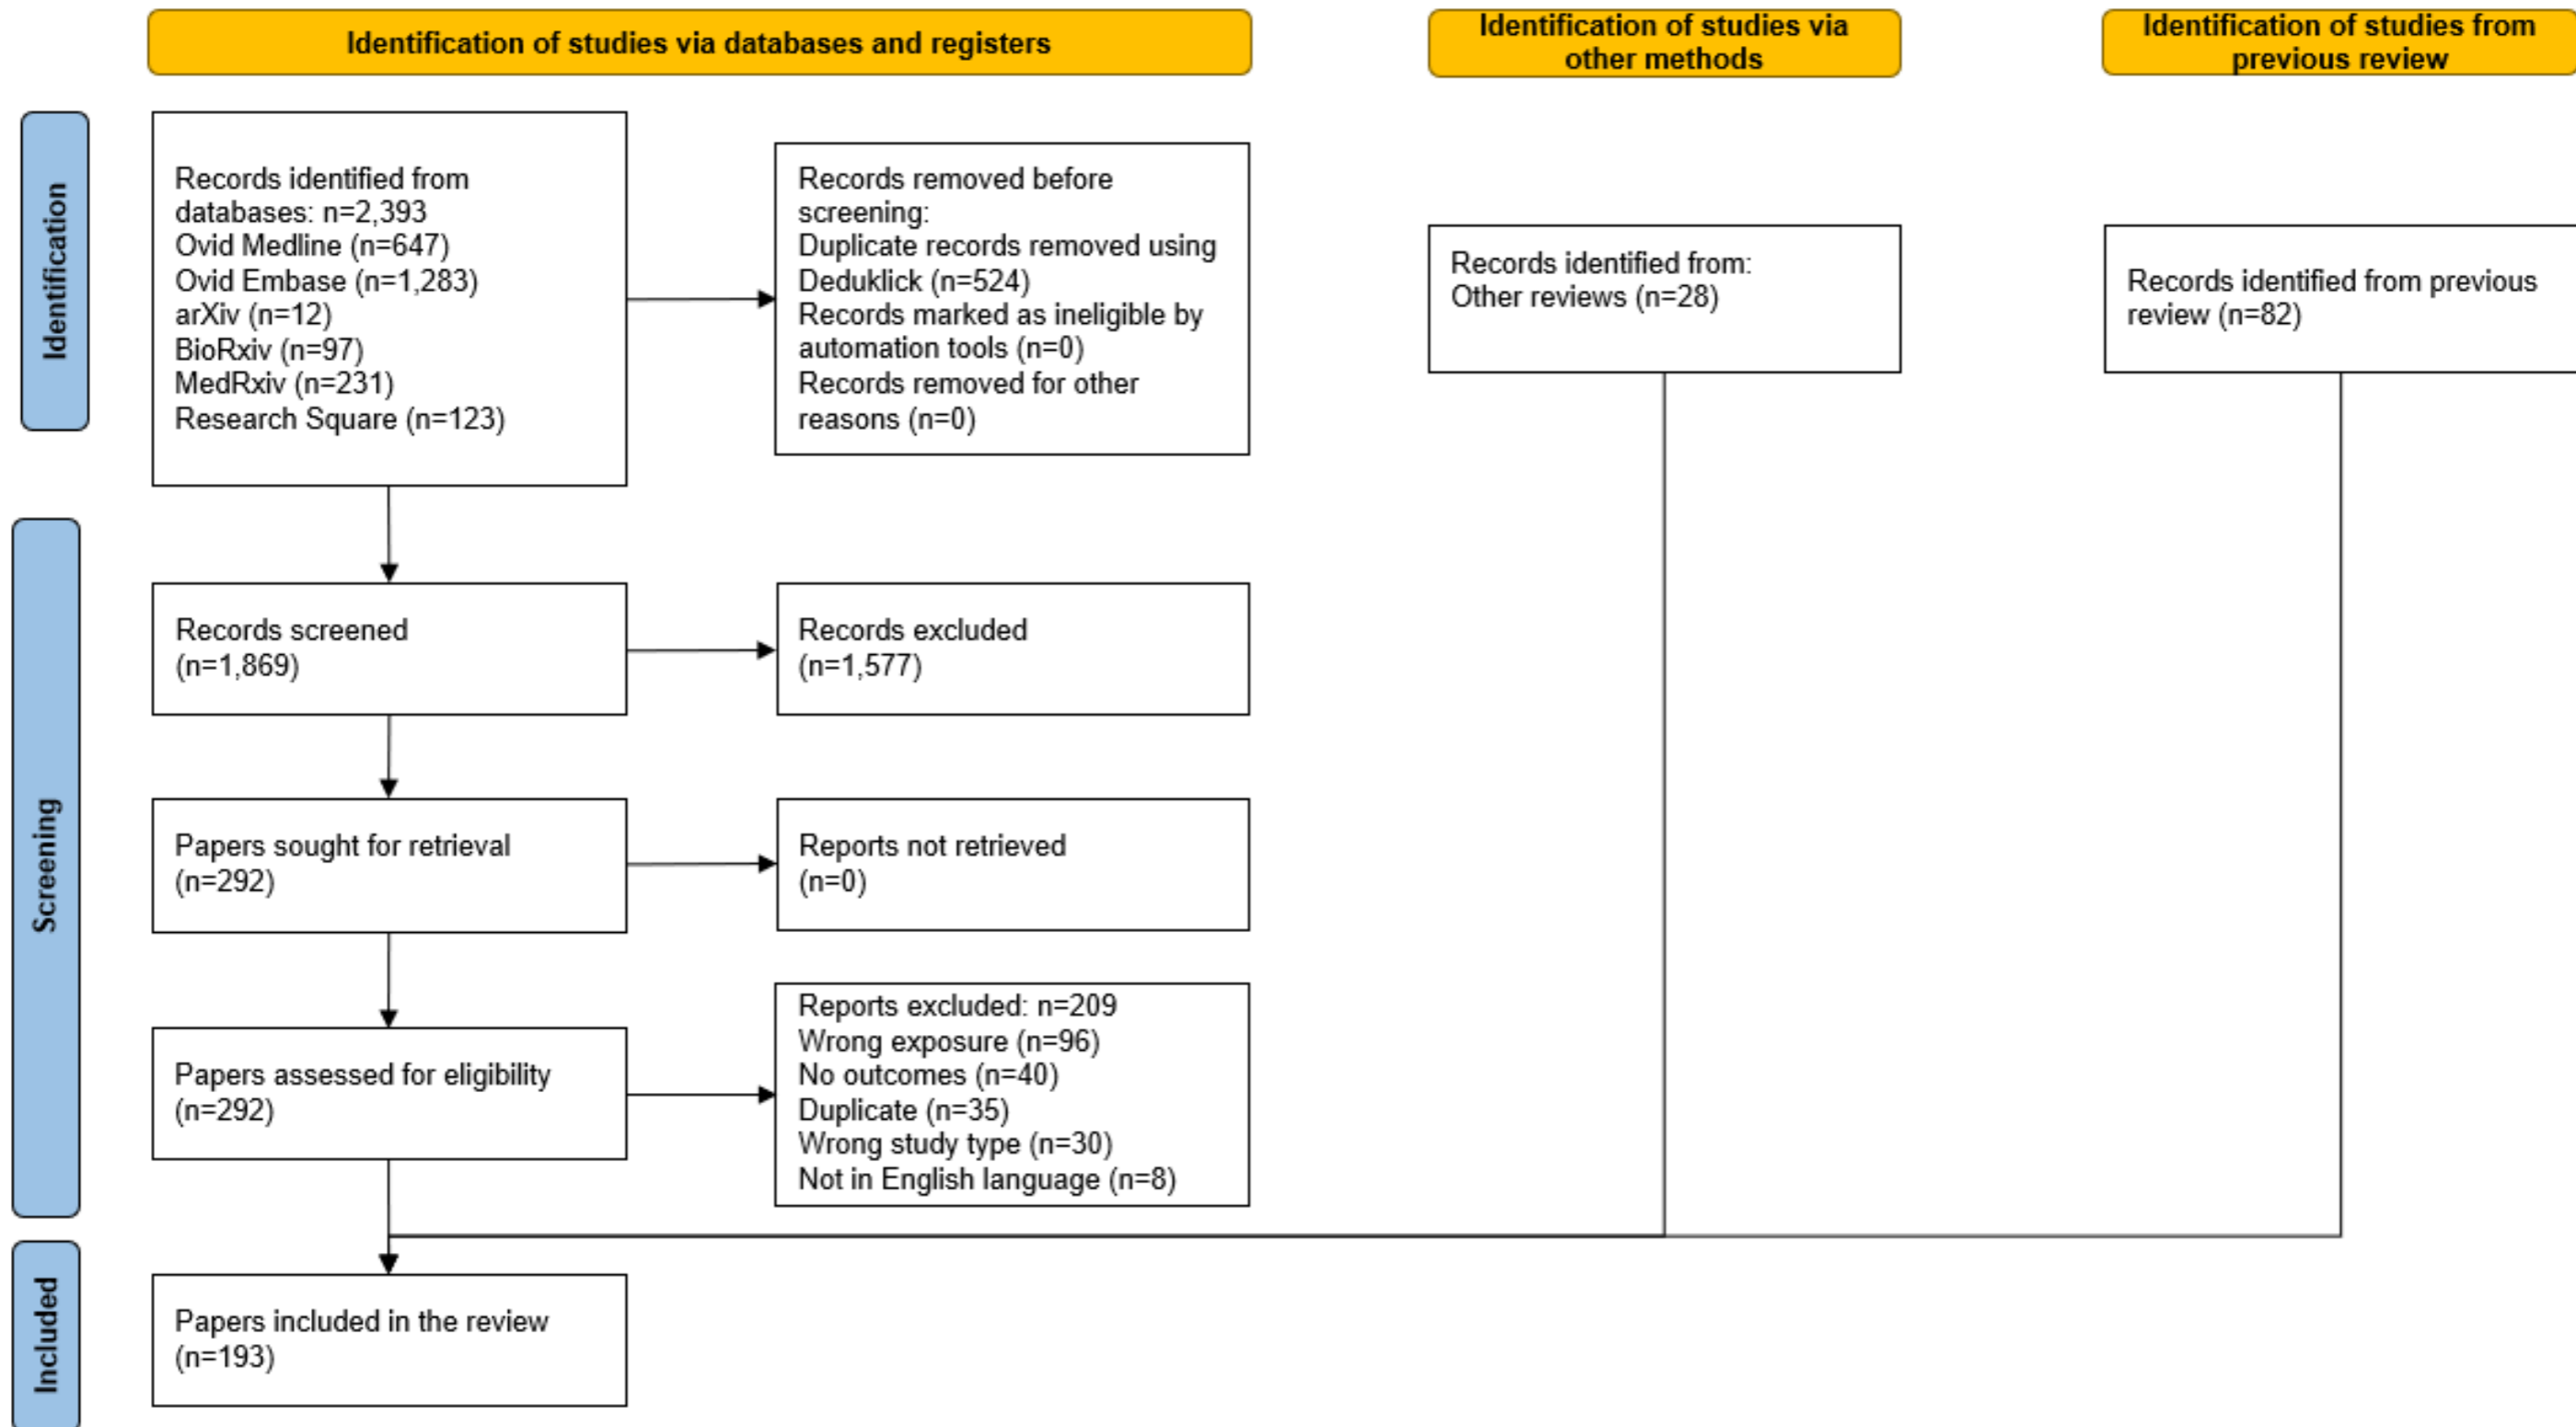 Identification of studies via databases and registers
Identification of studies via
other methods
Identification of studies from
previous review
Identification
Records identified from
databases: n=2,393
Ovid Medline (n=647)
Ovid Embase (n=1,283)
arXiv (n=12)
BioRxiv (n=97)
MedRxiv (n=231)
Research Square (n=123)
Records removed before
screening:
Duplicate records removed using
Deduklick (n=524)
Records marked as ineligible by
automation tools (n=0)
Records removed for other
reasons (n=0)
Records identified from:
Other reviews (n=28)
Records identified from previous
review (n=82)
Screening
Records screened
(n=1,869)
Records excluded
(n=1,577)
Papers sought for retrieval
(n=292)
Reports not retrieved
(n=0)
Papers assessed for eligibility
(n=292)
Reports excluded: n=209
Wrong exposure (n=96)
No outcomes (n=40)
Duplicate (n=35)
Wrong study type (n=30)
Not in English language (n=8)
Included
Papers included in the review
(n=193)